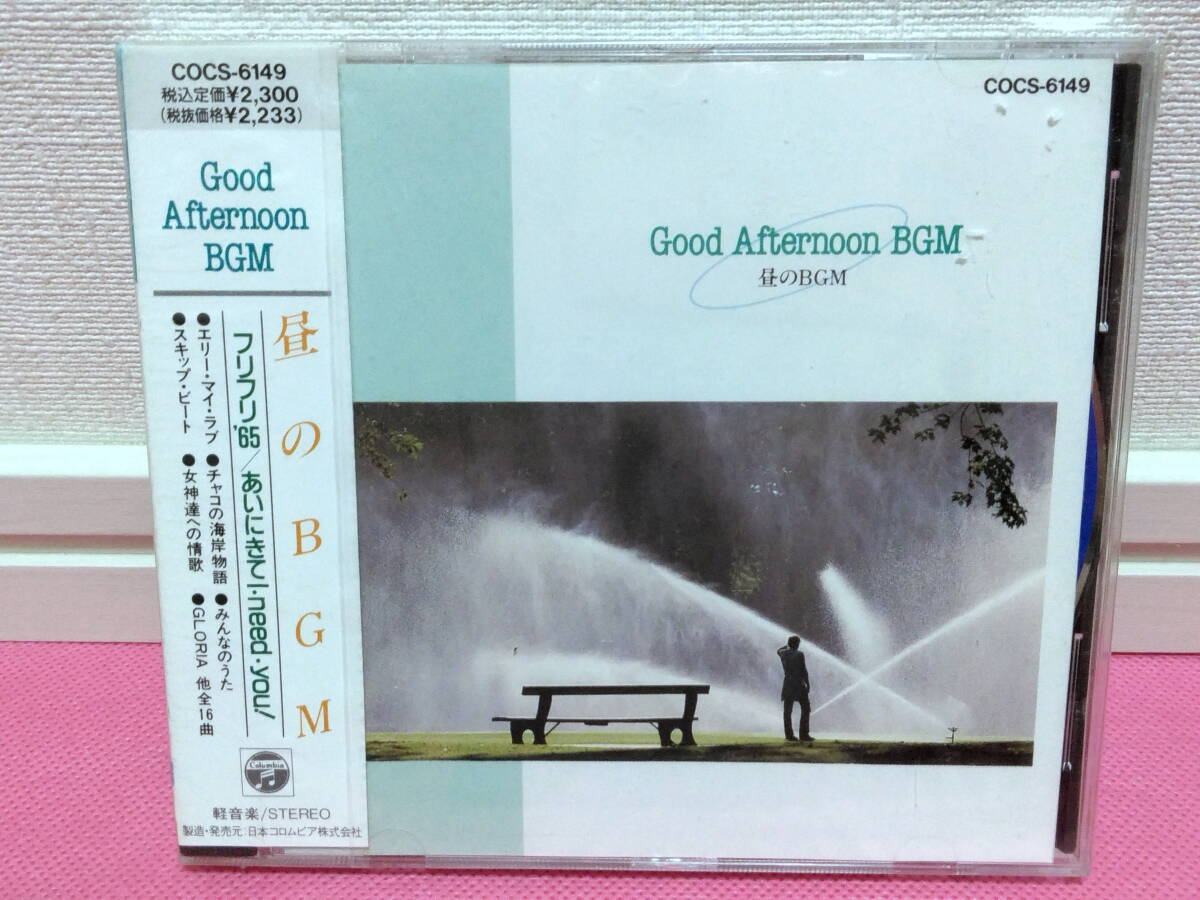 COCS-6149
税込定価¥2,300
(税抜価格¥2,233)
Good
Afternoon
BGM
昼のBGM
フリフリ'65/あいにきて I・need・you!
●エリー・マイ・ラブ ●チャコの海岸物語 ●みんなのうた
●スキップ・ビート ●女神達への情歌 ●GLORIA 他全16曲
Columbia
軽音楽/STEREO
製造・発売元:日本コロムビア株式会社
COCS-6149
Good Afternoon BGM
昼のBGM